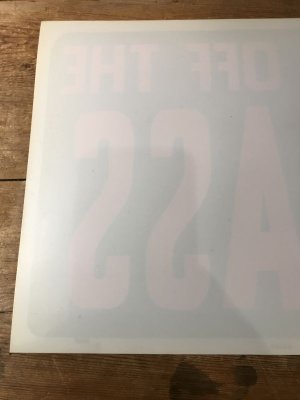 OFF THE
ASS